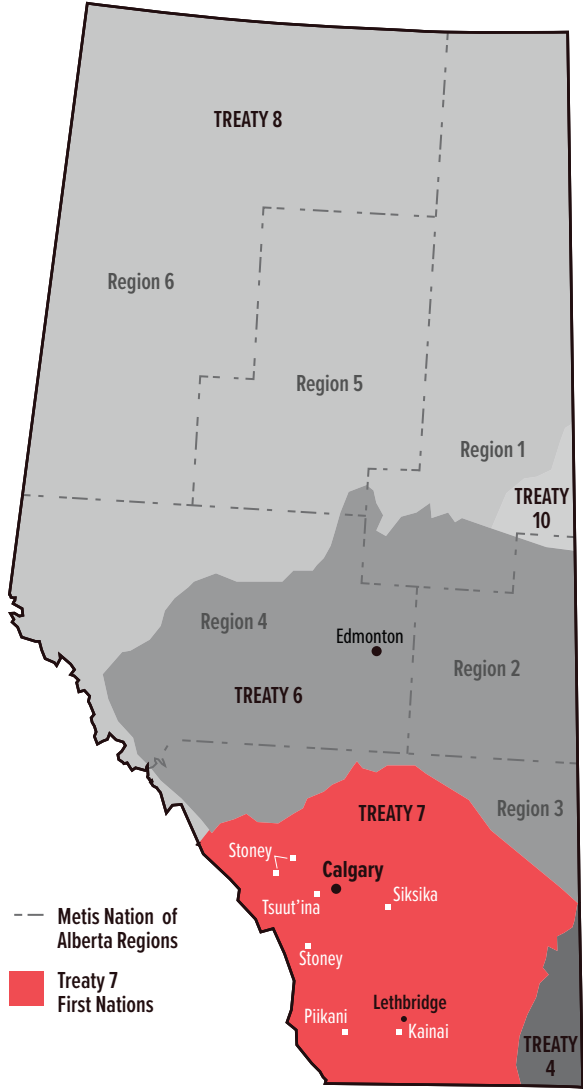 TREATY 8
Region 6
Region 5
Region 1
TREATY
10
Region 4
Edmonton
Region 2
TREATY 6
Region 3
TREATY 7
Stoney
Calgary
Tsuut'ina
Siksika
Stoney
Lethbridge
Piikani
Kainai
TREATY
4
Metis Nation of
Alberta Regions
Treaty 7
First Nations